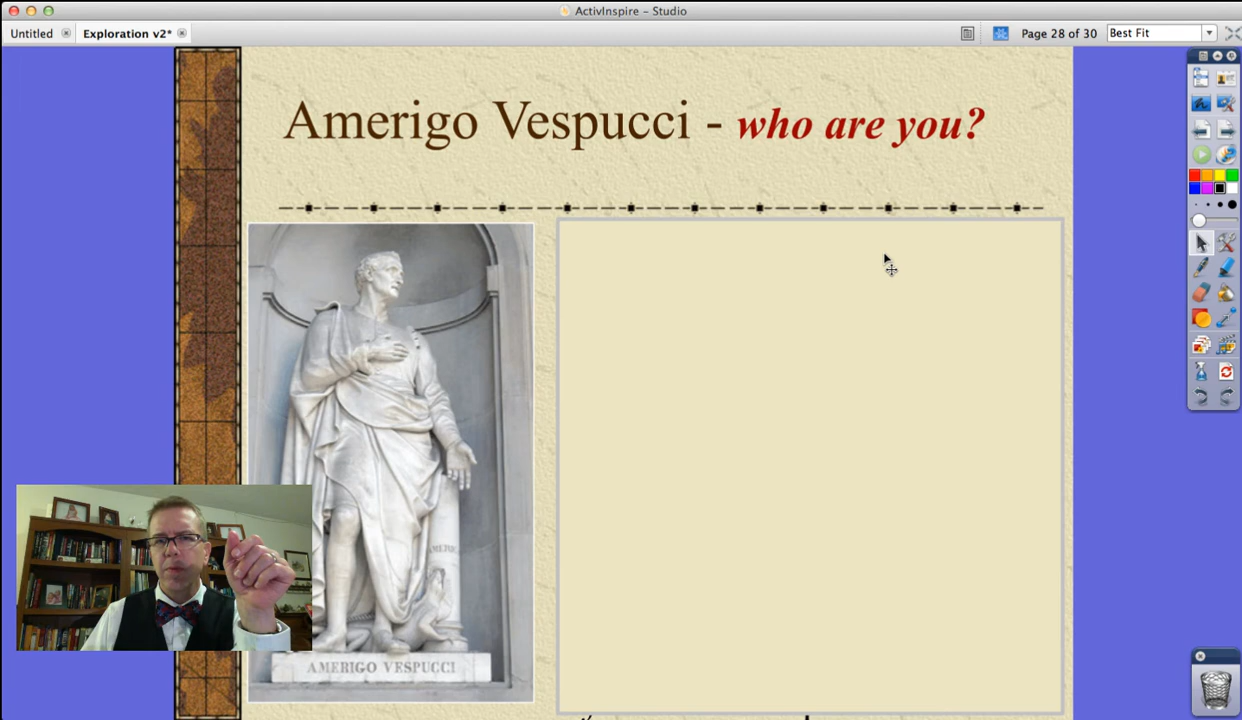 ActivInspire – Studio
Untitled
Exploration v2*
Page 28 of 30
Best Fit
Amerigo Vespucci - who are you?
AMERIGO VESPUCCI